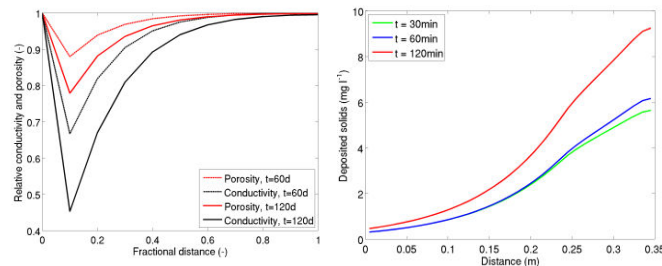 Relative conductivity and porosity (-)
1
0.9
0.8
0.7
0.6
0.5
0.4
0
0.2
0.4
0.6
0.8
1
Fractional distance (-)
Porosity, t=60d
Conductivity, t=60d
Porosity, t=120d
Conductivity, t=120d
Deposited solids (mg l⁻¹)
10
8
6
4
2
0
0
0.05
0.1
0.15
0.20
0.25
0.30
0.35
Distance (m)
t = 30min
t = 60min
t = 120min